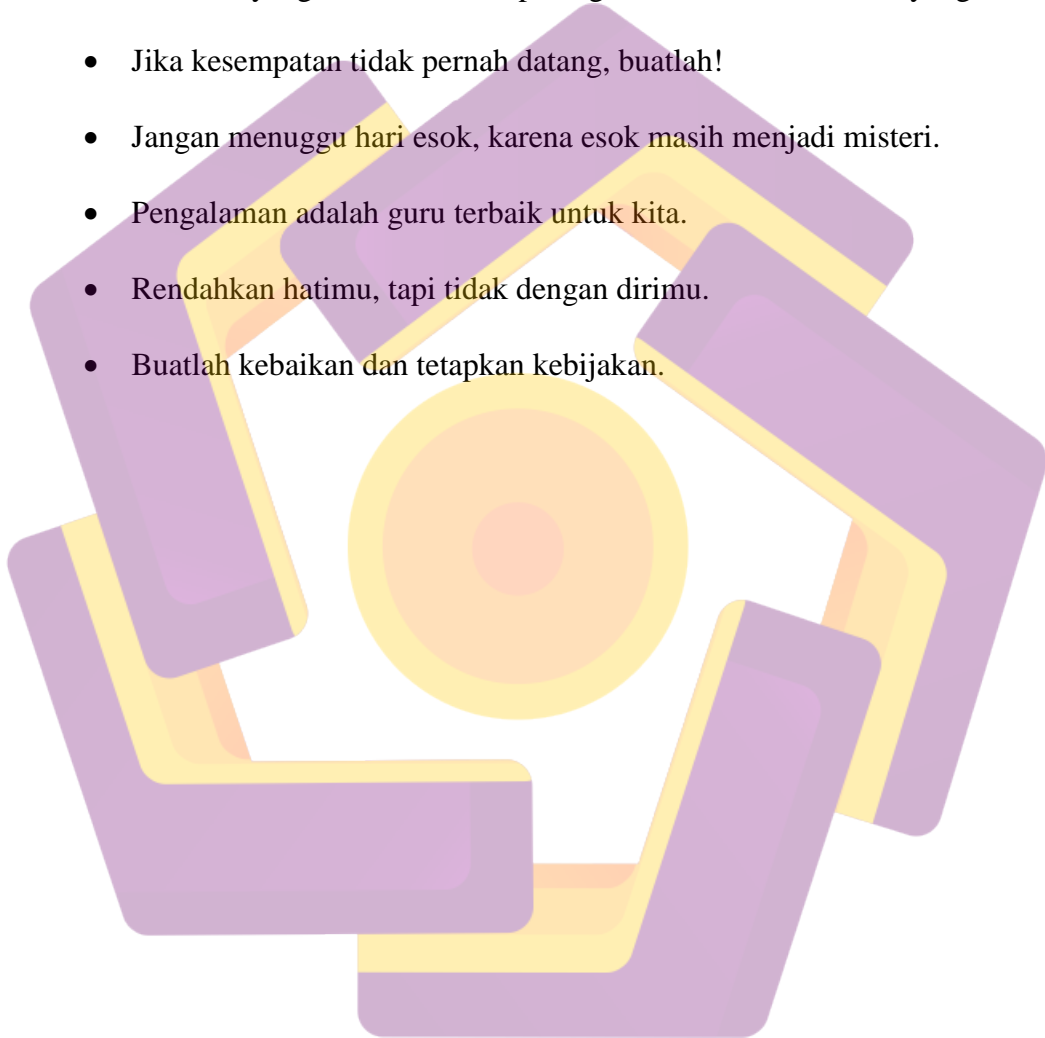 • Jika kesempatan tidak pernah datang, buatlah!
• Jangan menuggu hari esok, karena esok masih menjadi misteri.
• Pengalaman adalah guru terbaik untuk kita.
• Rendahkan hatimu, tapi tidak dengan dirimu.
• Buatlah kebaikan dan tetapkan kebijakan.